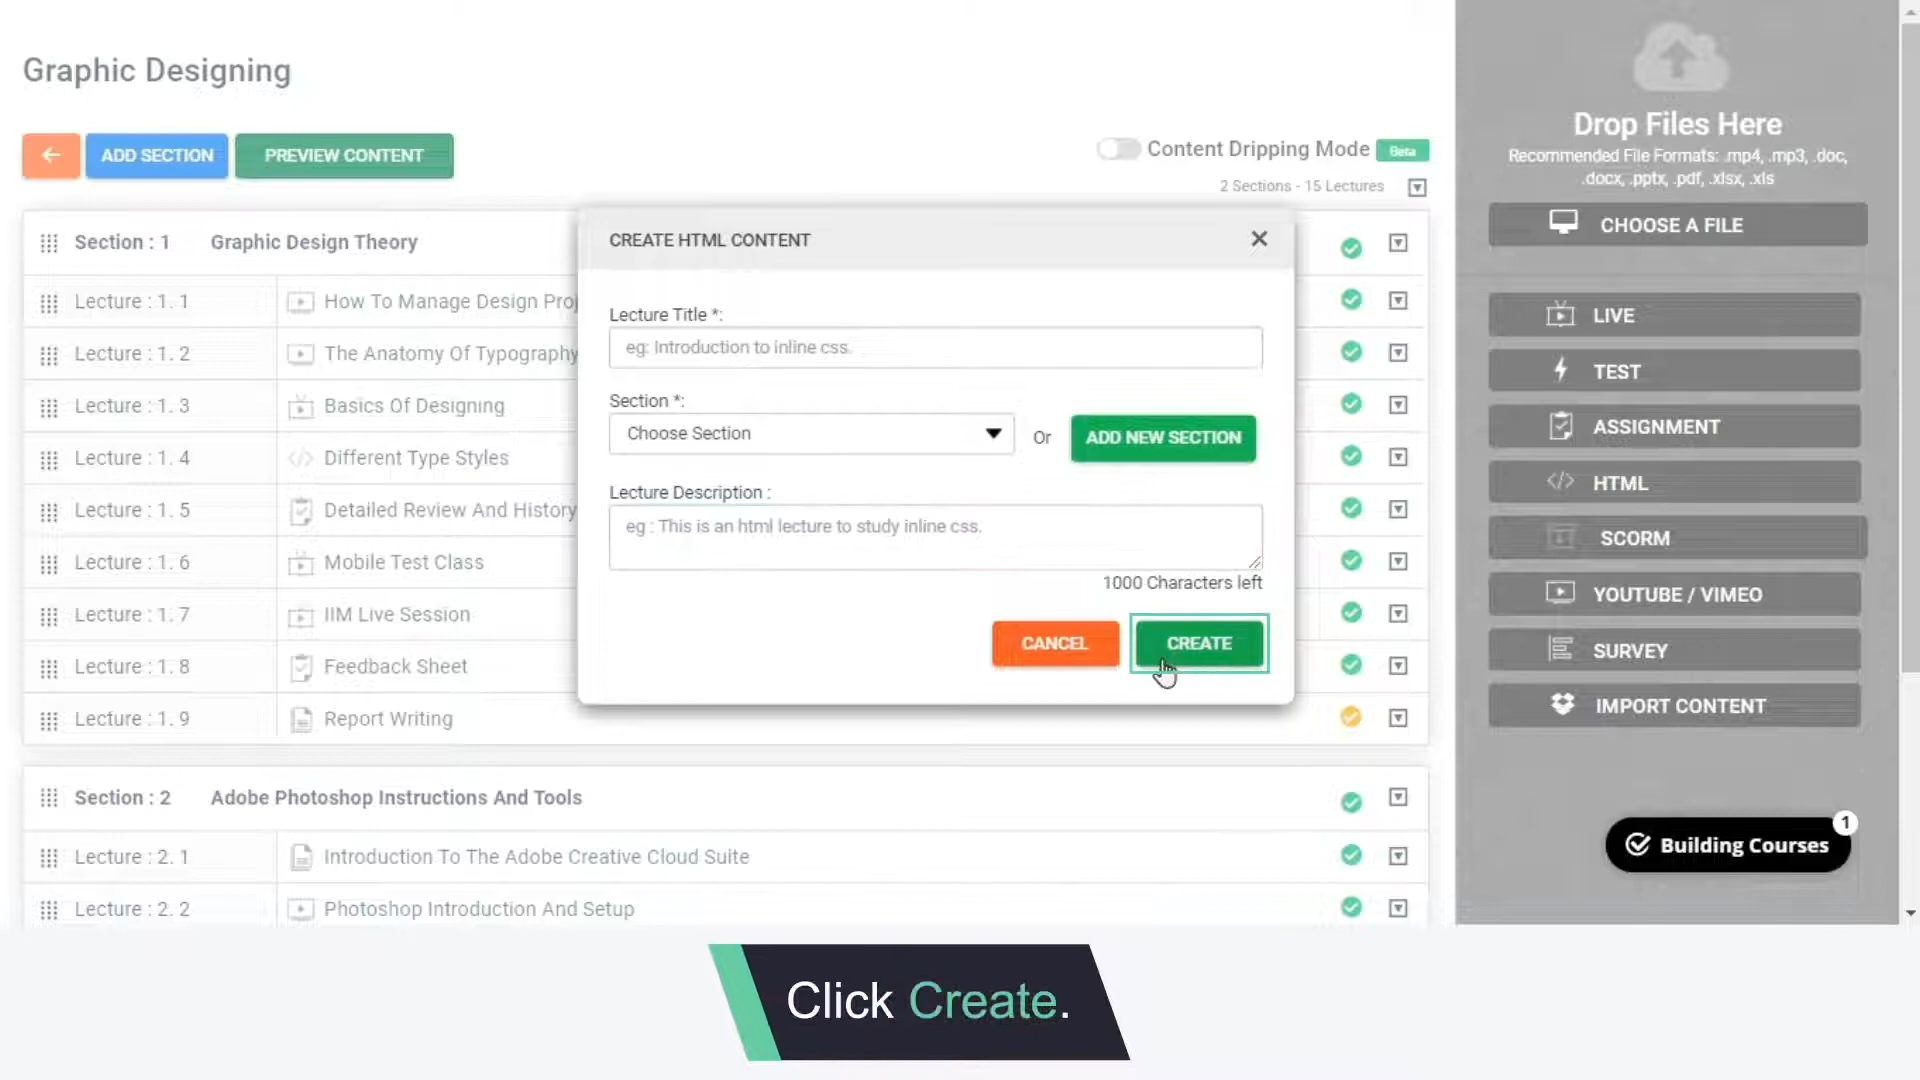 Graphic Designing
ADD SECTION
PREVIEW CONTENT
Content Dripping Mode Beta
2 Sections - 15 Lectures
Section : 1 Graphic Design Theory
Lecture : 1. 1 How To Manage Design Proj
Lecture : 1. 2 The Anatomy Of Typography
Lecture : 1. 3 Basics Of Designing
Lecture : 1. 4 </> Different Type Styles
Lecture : 1. 5 Detailed Review And History
Lecture : 1. 6 Mobile Test Class
Lecture : 1. 7 IIM Live Session
Lecture : 1. 8 Feedback Sheet
Lecture : 1. 9 Report Writing
Section : 2 Adobe Photoshop Instructions And Tools
Lecture : 2. 1 Introduction To The Adobe Creative Cloud Suite
Lecture : 2. 2 Photoshop Introduction And Setup
CREATE HTML CONTENT
Lecture Title *:
eg: Introduction to inline css.
Section *:
Choose Section
Or
ADD NEW SECTION
Lecture Description :
eg : This is an html lecture to study inline css.
1000 Characters left
CANCEL
CREATE
Drop Files Here
Recommended File Formats: .mp4, .mp3, .doc,
.docx, .pptx, .pdf, .xlsx, .xls
CHOOSE A FILE
LIVE
TEST
ASSIGNMENT
</> HTML
SCORM
YOUTUBE / VIMEO
SURVEY
IMPORT CONTENT
1
Building Courses
Click Create.